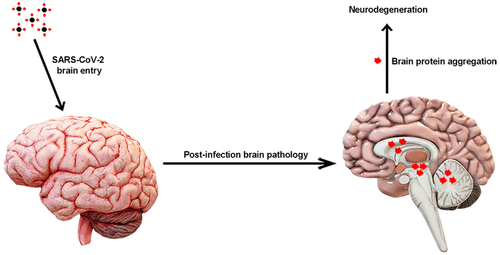 Neurodegeneration
SARS-CoV-2
brain entry
Brain protein aggregation
Post-infection brain pathology